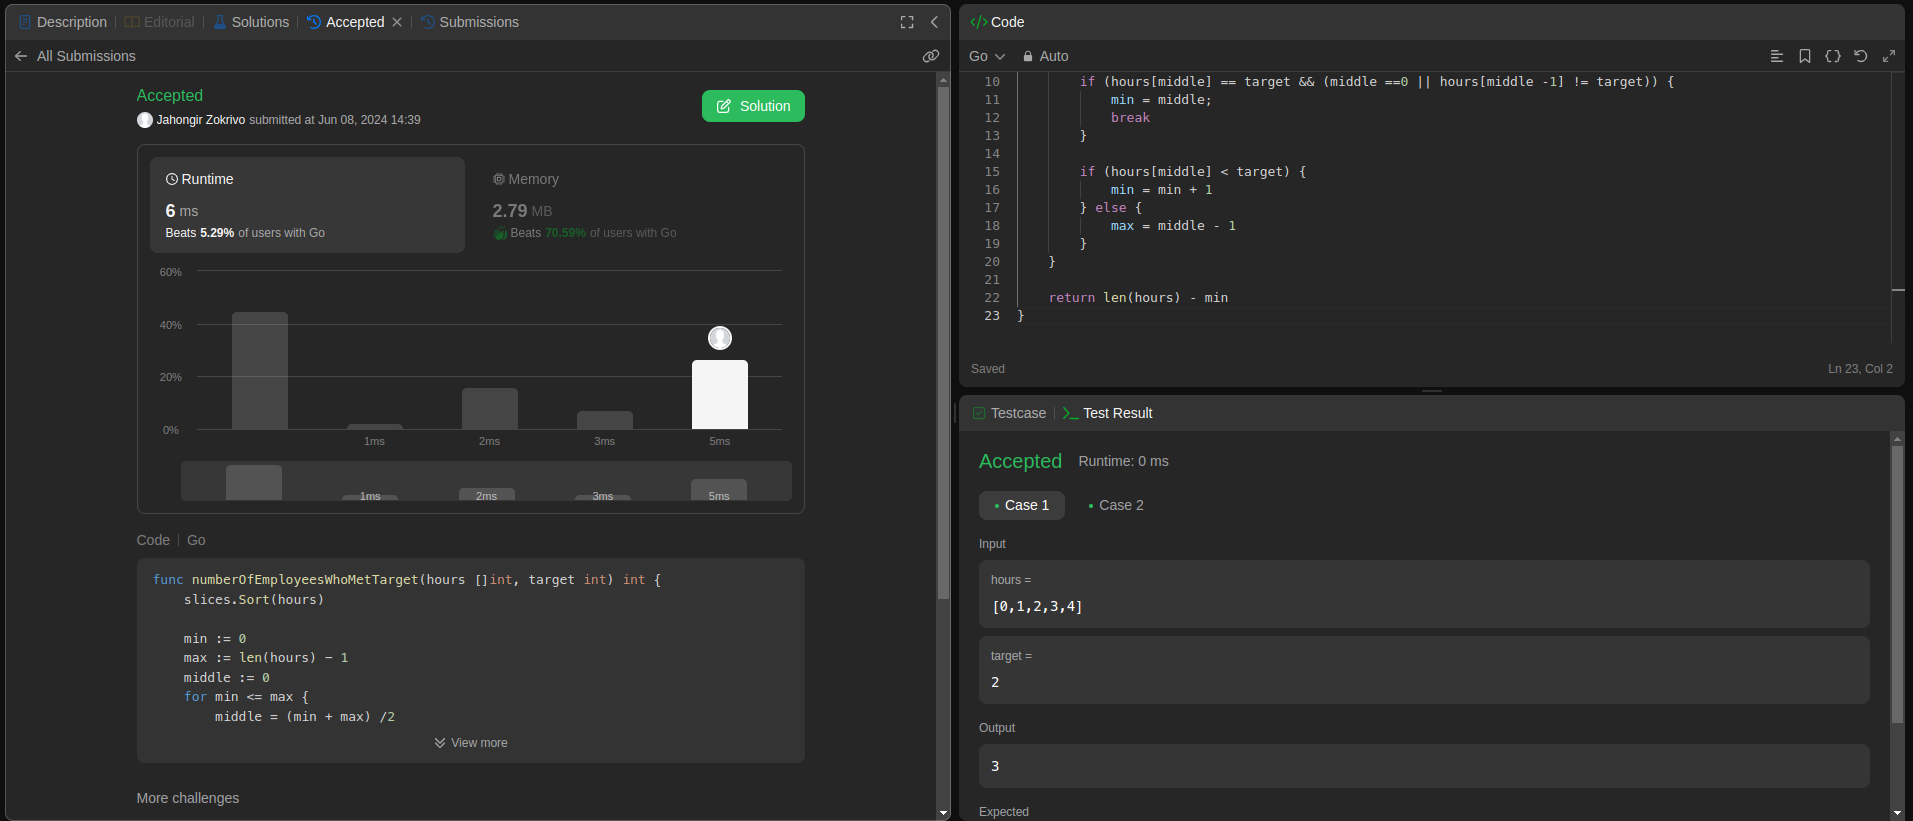 Description | Editorial | Solutions | Accepted | Submissions
All Submissions
Accepted
Jahongir Zokrivo submitted at Jun 08, 2024 14:39
Solution
Runtime
6 ms
Beats 5.29% of users with Go
Memory
2.79 MB
Beats 70.59% of users with Go
60%
40%
20%
0%
1ms 2ms 3ms 5ms
1ms 2ms 3ms 5ms
Code | Go
func numberOfEmployeesWhoMetTarget(hours []int, target int) int {
    slices.Sort(hours)
    min := 0
    max := len(hours) - 1
    middle := 0
    for min <= max {
        middle = (min + max) /2
View more
More challenges
</> Code
Go Auto
10 if (hours[middle] == target && (middle ==0 || hours[middle -1] != target)) {
11 min = middle;
12 break
13 }
14
15 if (hours[middle] < target) {
16 min = min + 1
17 } else {
18 max = middle - 1
19 }
20 }
21
22 return len(hours) - min
23 }
Saved
Ln 23, Col 2
Testcase | Test Result
Accepted Runtime: 0 ms
Case 1 Case 2
Input
hours =
[0,1,2,3,4]
target =
2
Output
3
Expected